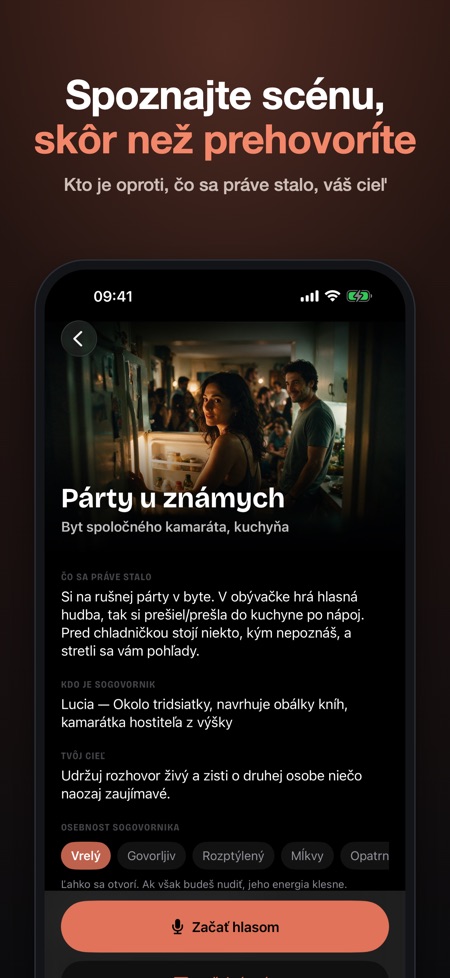 Spoznajte scénu,
skôr než prehovoríte
Kto je oproti, čo sa práve stalo, váš cieľ
09:41
Párty u známych
Byt spoločného kamaráta, kuchyňa
ČO SA PRÁVE STALO
Si na rušnej párty v byte. V obývačke hrá hlasná
hudba, tak si prešiel/prešla do kuchyne po nápoj.
Pred chladničkou stojí niekto, kým nepoznáš, a
stretli sa vám pohľady.
KDO JE SOGOVORNIK
Lucia — Okolo tridsiatky, navrhuje obálky kníh,
kamarátka hostiteľa z výšky
TVÔJ CIEĽ
Udržuj rozhovor živý a zisti o druhej osobe niečo
naozaj zaujímavé.
OSEBNOST SOGOVORNIKA
Vrelý Govorljiv Rozptýlený Mĺkvy Opatrn
Ľahko sa otvorí. Ak však budeš nudiť, jeho energia klesne.
Začať hlasom